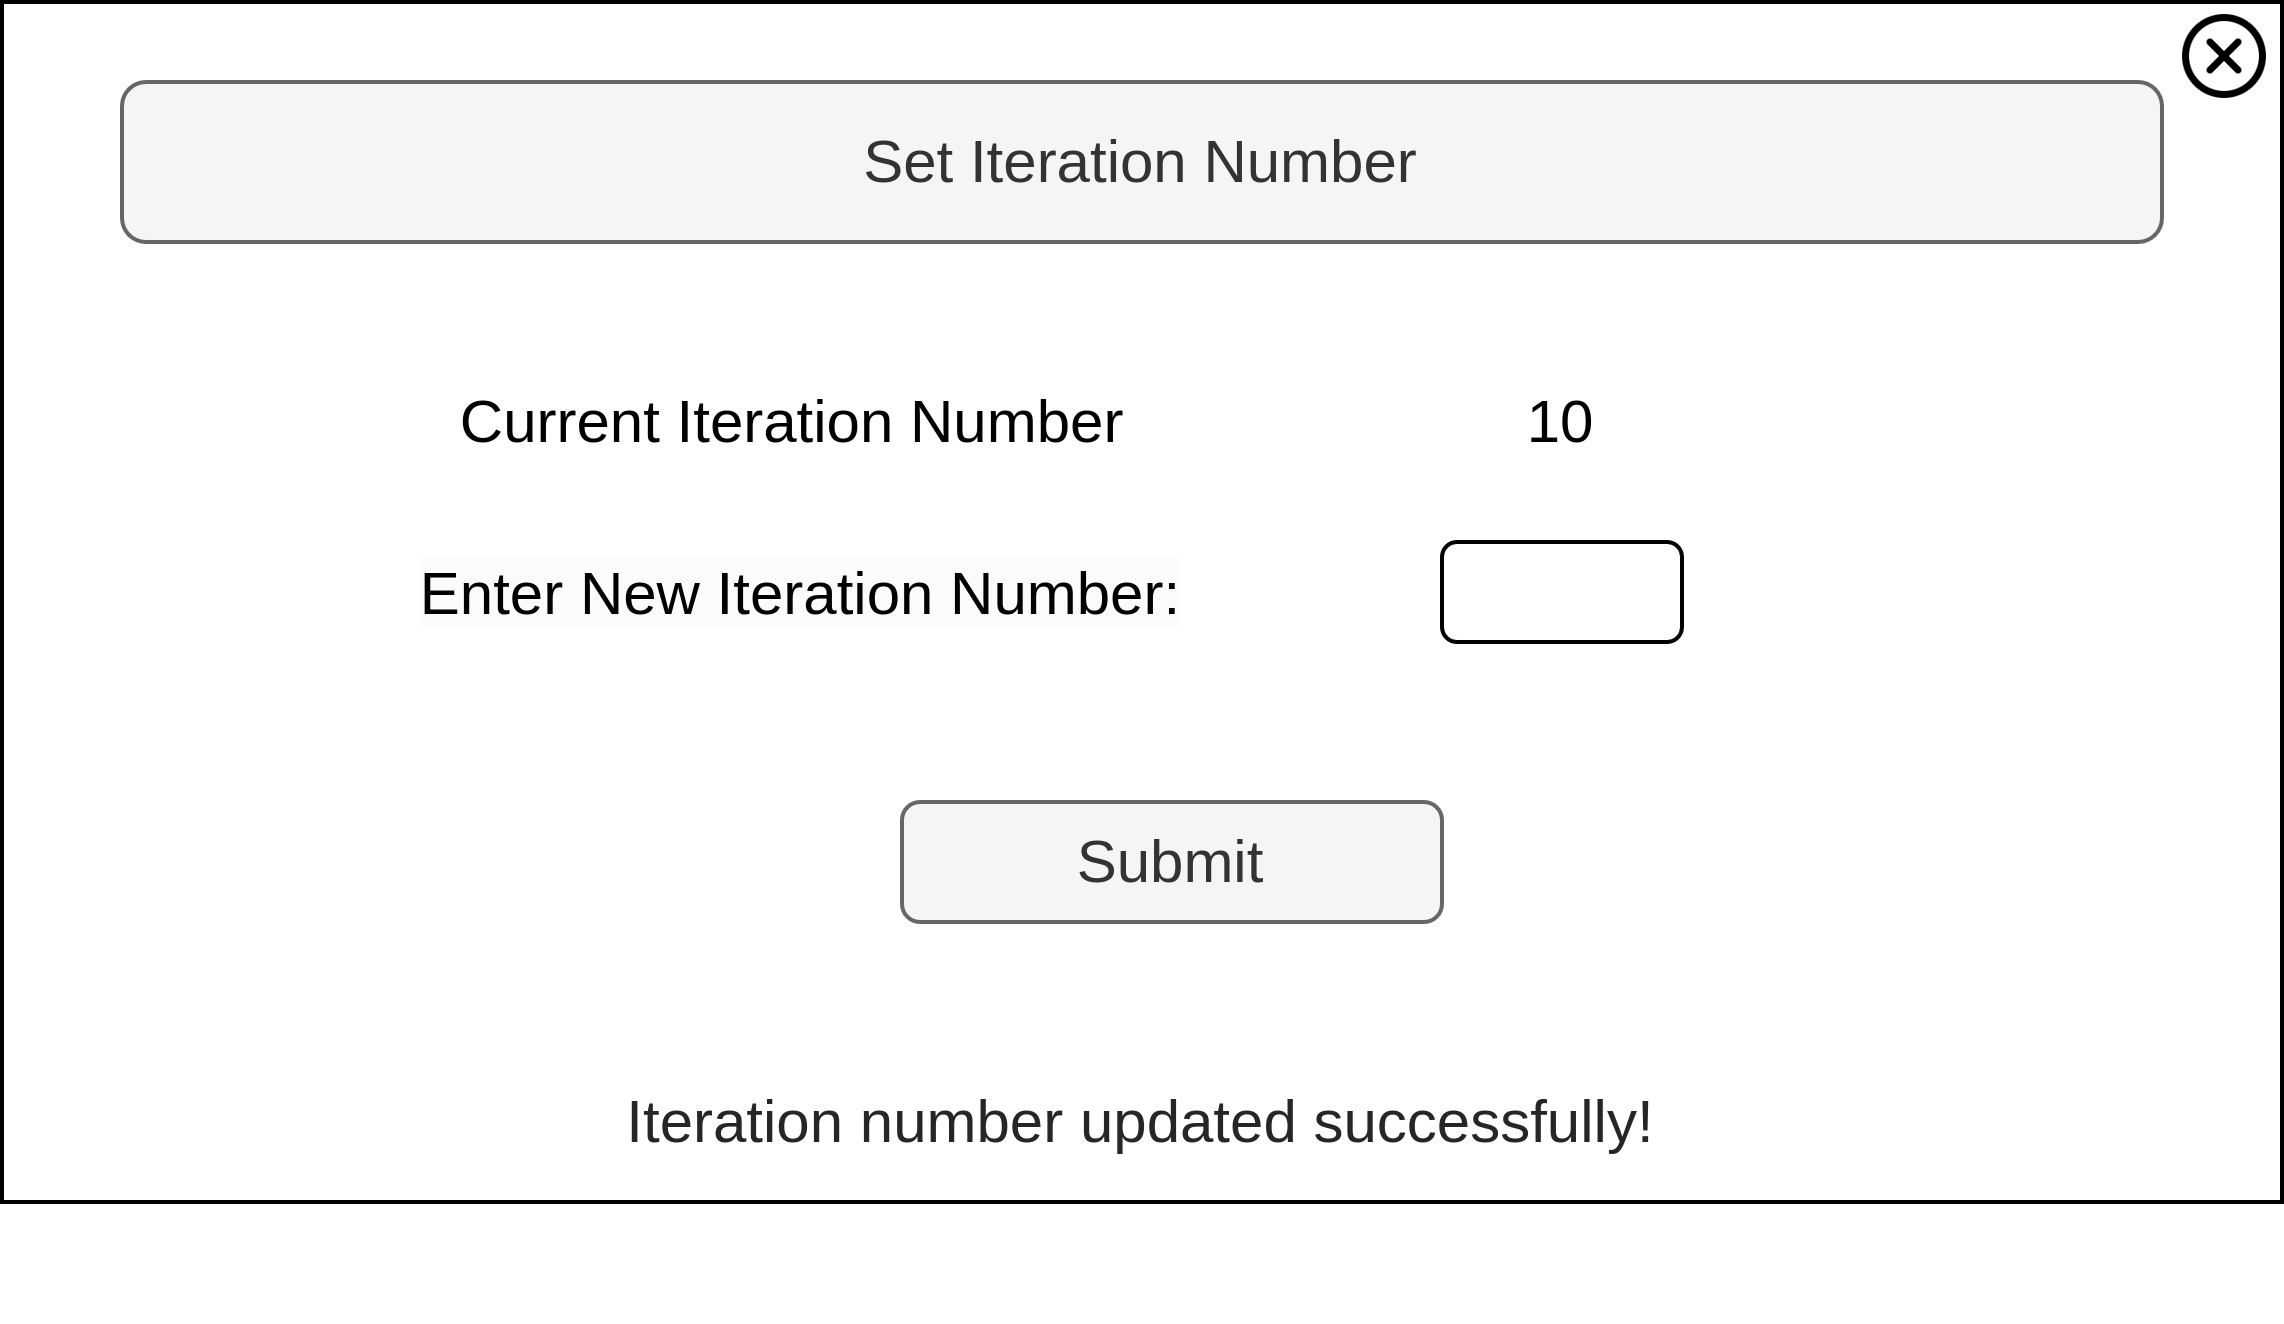 Set Iteration Number
Current Iteration Number 10
Enter New Iteration Number:
Submit
Iteration number updated successfully!